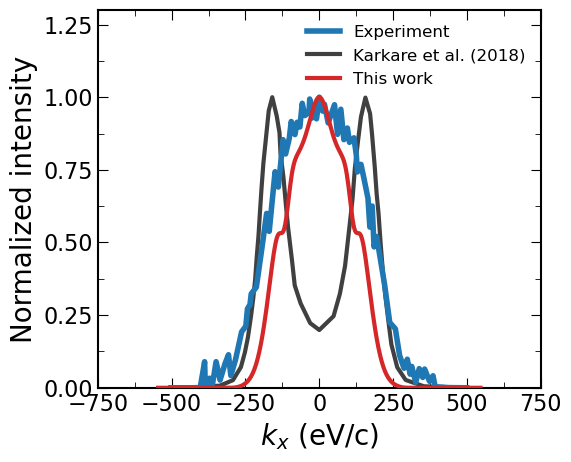 Experiment
Karkare et al. (2018)
This work
Normalized intensity
1.25
1.00
0.75
0.50
0.25
0.00
−750 −500 −250 0 250 500 750
kₓ (eV/c)